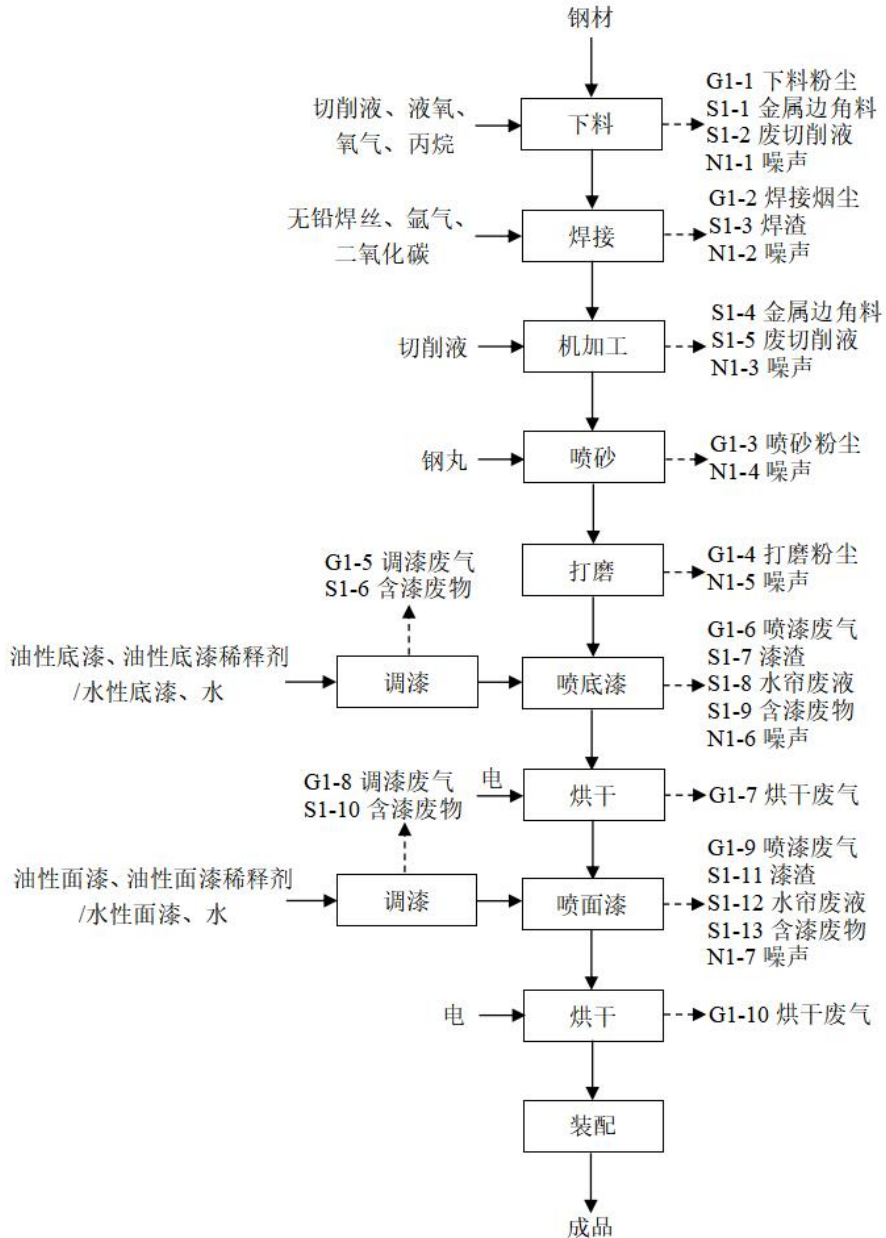 钢材
切削液、液氧、
氧气、丙烷
下料
G1-1 下料粉尘
S1-1 金属边角料
S1-2 废切削液
N1-1 噪声
无铅焊丝、氩气、
二氧化碳
焊接
G1-2 焊接烟尘
S1-3 焊渣
N1-2 噪声
切削液
机加工
S1-4 金属边角料
S1-5 废切削液
N1-3 噪声
钢丸
喷砂
G1-3 喷砂粉尘
N1-4 噪声
打磨
G1-4 打磨粉尘
N1-5 噪声
G1-5 调漆废气
S1-6 含漆废物
油性底漆、油性底漆稀释剂
/水性底漆、水
调漆
喷底漆
G1-6 喷漆废气
S1-7 漆渣
S1-8 水帘废液
S1-9 含漆废物
N1-6 噪声
电
烘干
G1-7 烘干废气
G1-8 调漆废气
S1-10 含漆废物
油性面漆、油性面漆稀释剂
/水性面漆、水
调漆
喷面漆
G1-9 喷漆废气
S1-11 漆渣
S1-12 水帘废液
S1-13 含漆废物
N1-7 噪声
电
烘干
G1-10 烘干废气
装配
成品